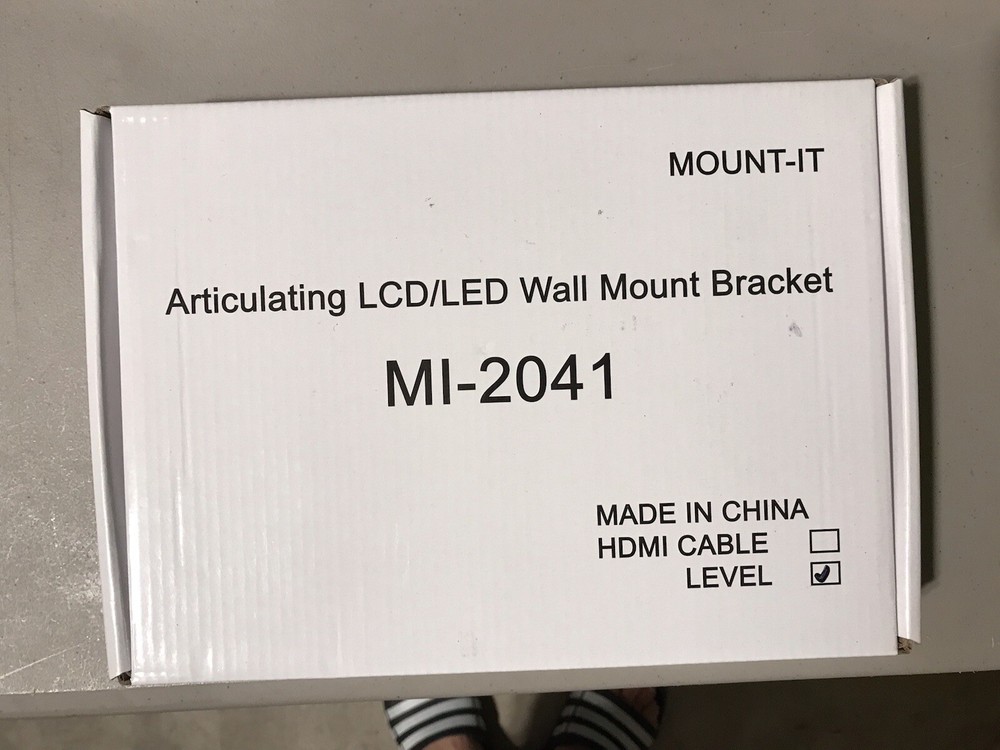 MOUNT-IT
Articulating LCD/LED Wall Mount Bracket
MI-2041
MADE IN CHINA
HDMI CABLE
LEVEL